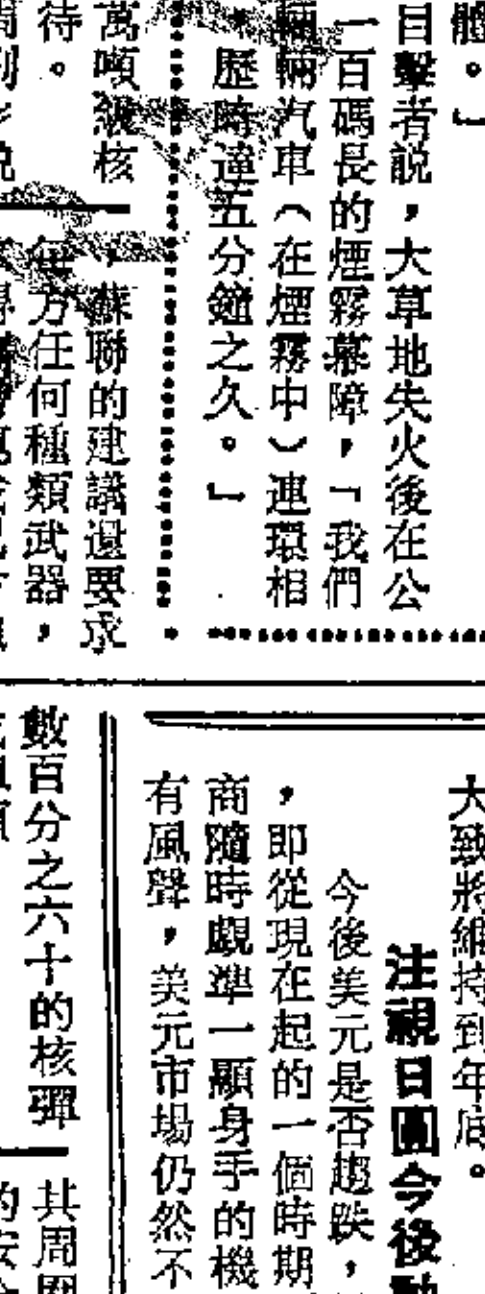 體。」
目擊者說，大草地失火後在公
一百碼長的煙霧幕障，「我們
輛輛汽車（在煙霧中）連環相
，歷時達五分鐘之久。」
萬噸級核
待。
，蘇聯的建議還要求
每方任何種類武器，
大致將維持到年底。
注視日圓今後動
今後美元是否趨跌，
，即從現在起的一個時期
商隨時覷準一顯身手的機
有風聲，美元市場仍然不
數百分之六十的核彈
其周圍
的安全